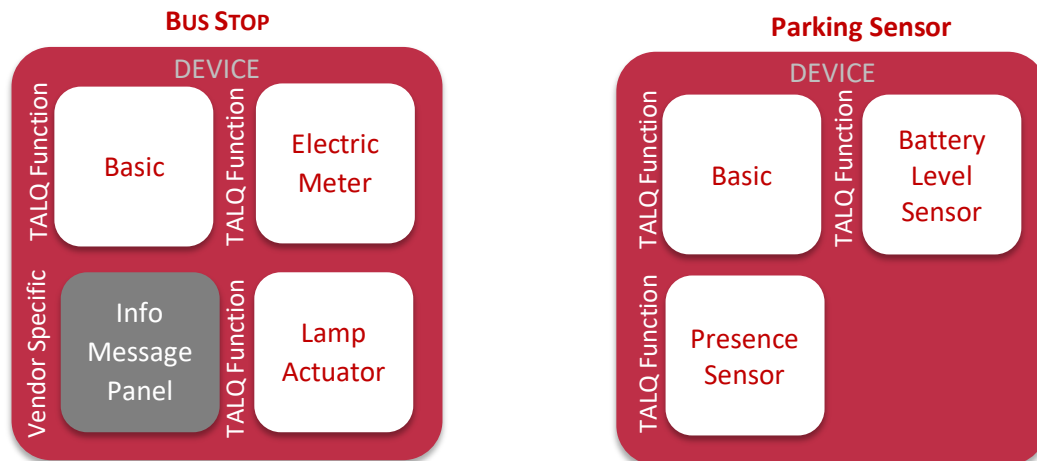 BUS STOP
DEVICE
TALQ Function
Basic
TALQ Function
Electric
Meter
Vendor Specific
Info
Message
Panel
TALQ Function
Lamp
Actuator
Parking Sensor
DEVICE
TALQ Function
Basic
TALQ Function
Battery
Level
Sensor
TALQ Function
Presence
Sensor